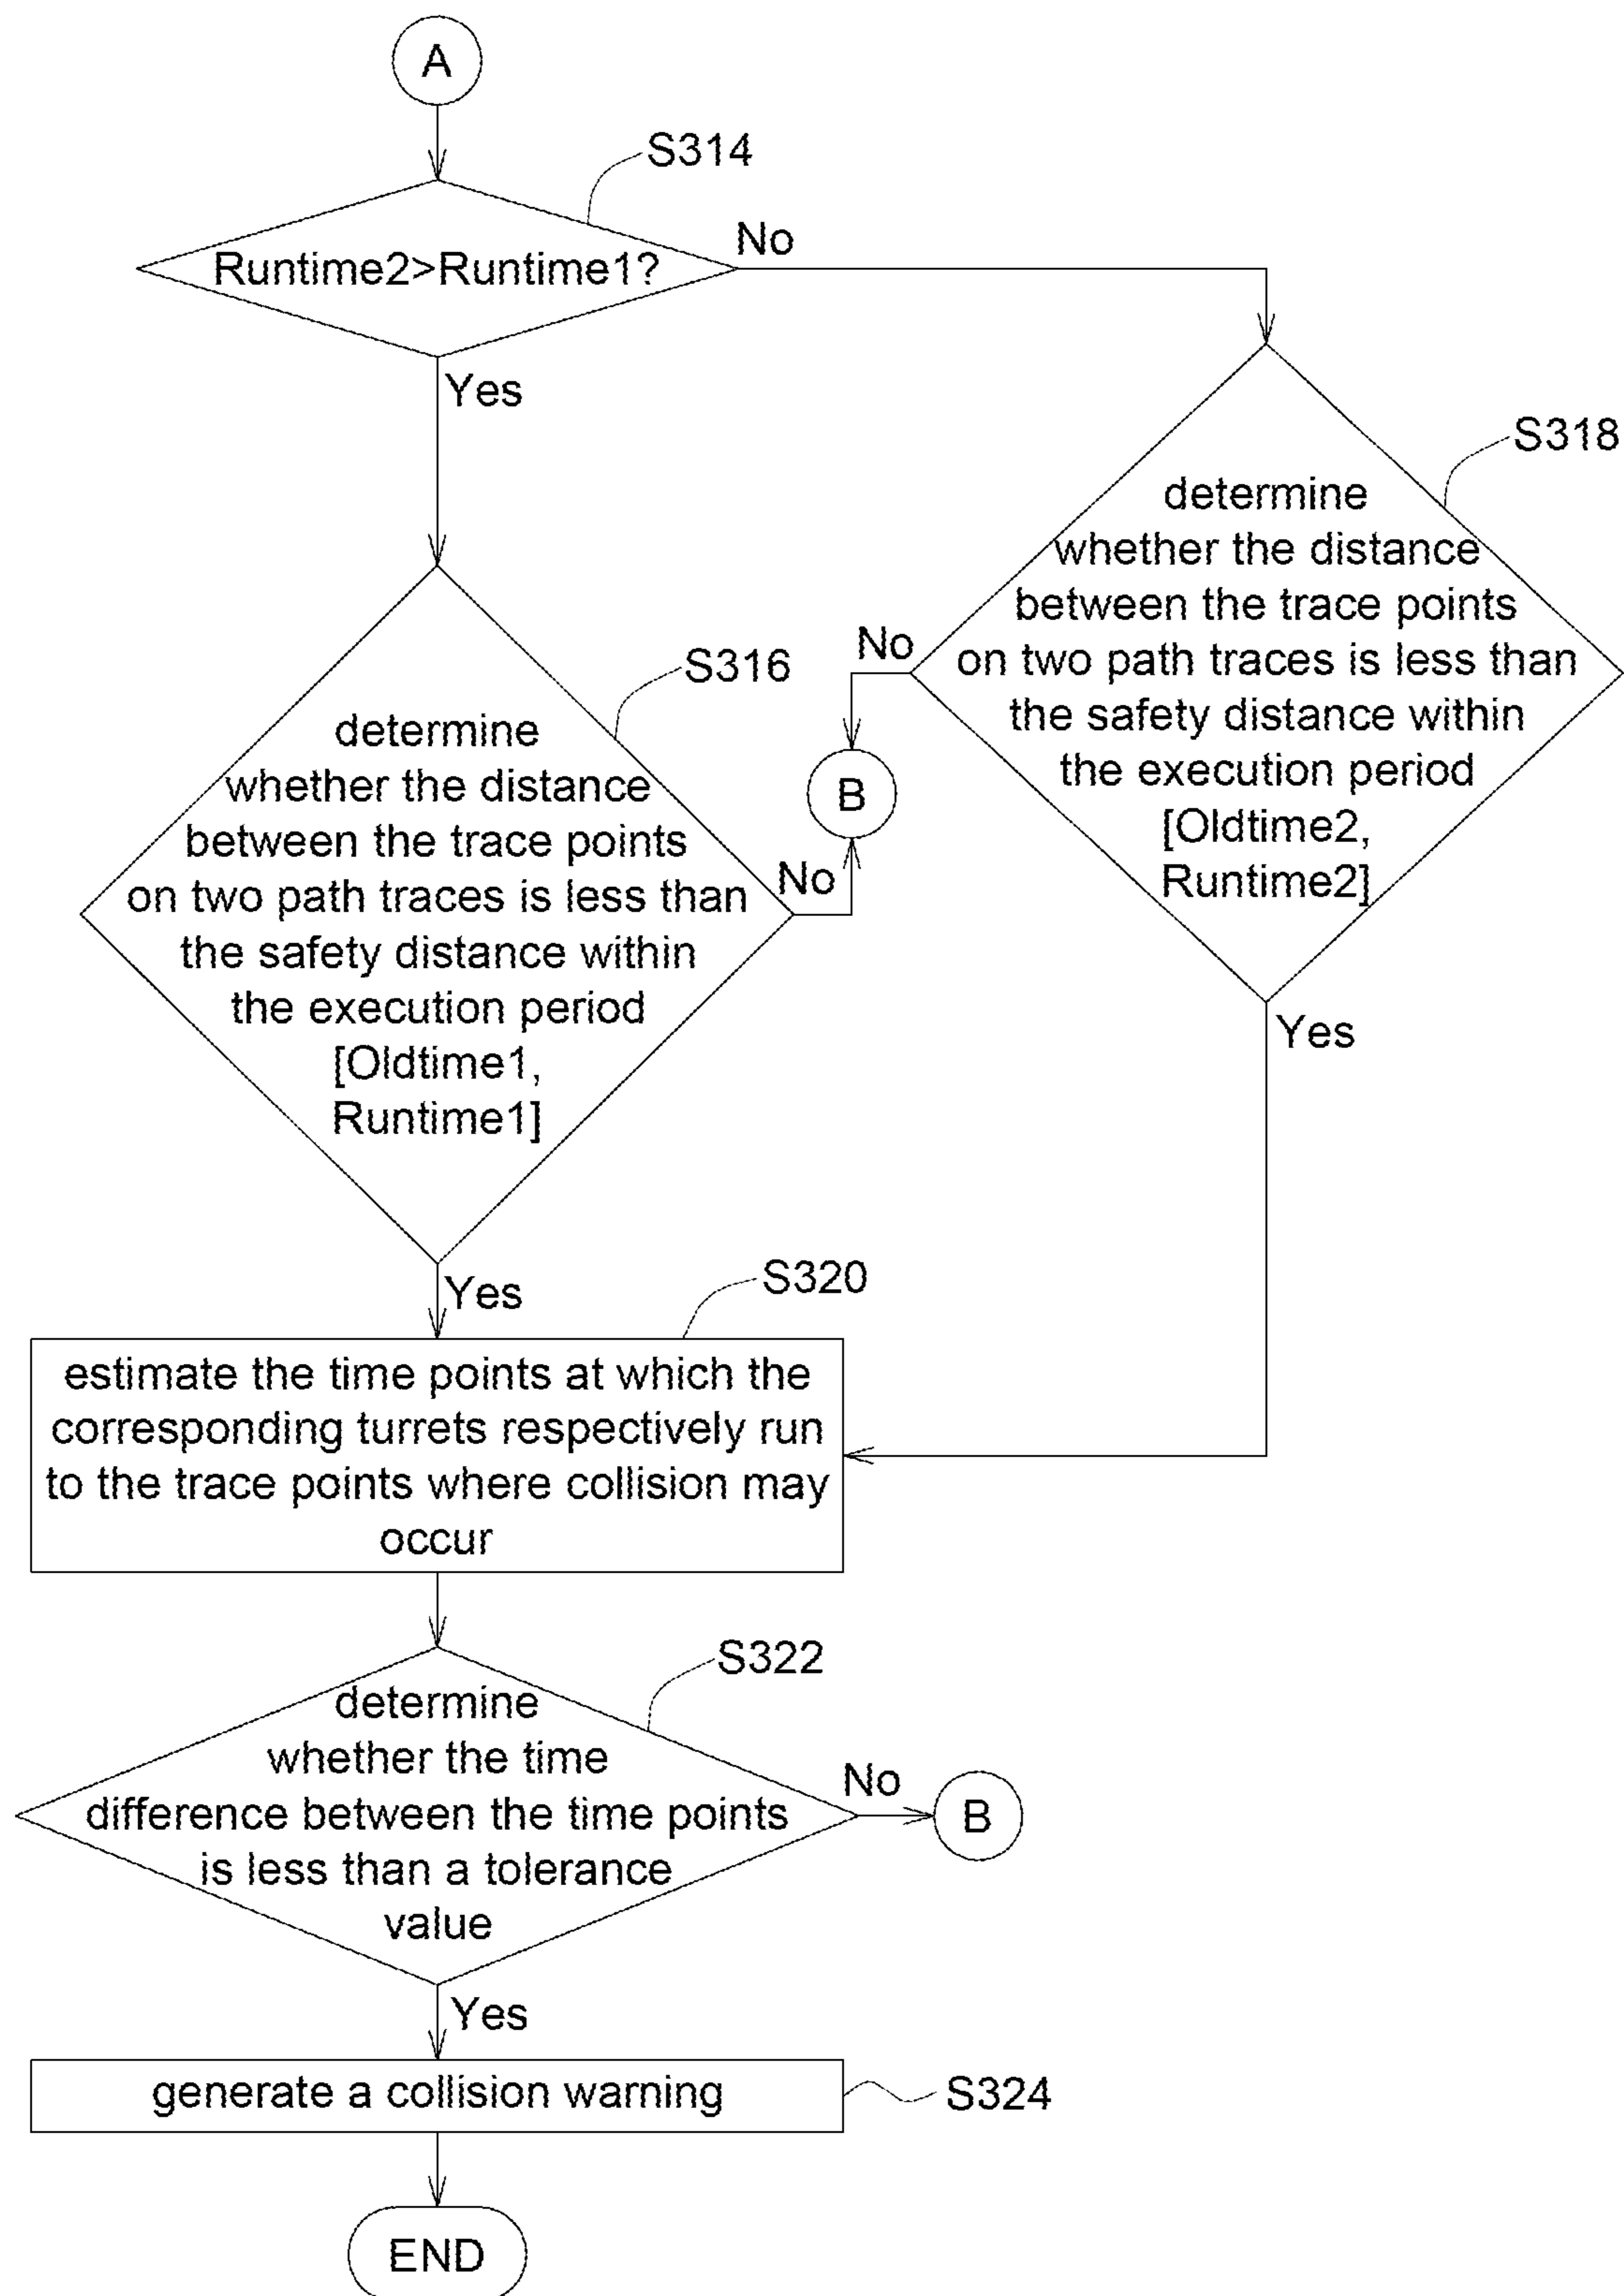 A
S314
Runtime2>Runtime1?
No
Yes
S318
determine
whether the distance
between the trace points
on two path traces is less than
the safety distance within
the execution period
[Oldtime2,
Runtime2]
No
Yes
S316
determine
whether the distance
between the trace points
on two path traces is less than
the safety distance within
the execution period
[Oldtime1,
Runtime1]
No
B
Yes
S320
estimate the time points at which the
corresponding turrets respectively run
to the trace points where collision may
occur
S322
determine
whether the time
difference between the time points
is less than a tolerance
value
No
B
Yes
generate a collision warning
S324
END